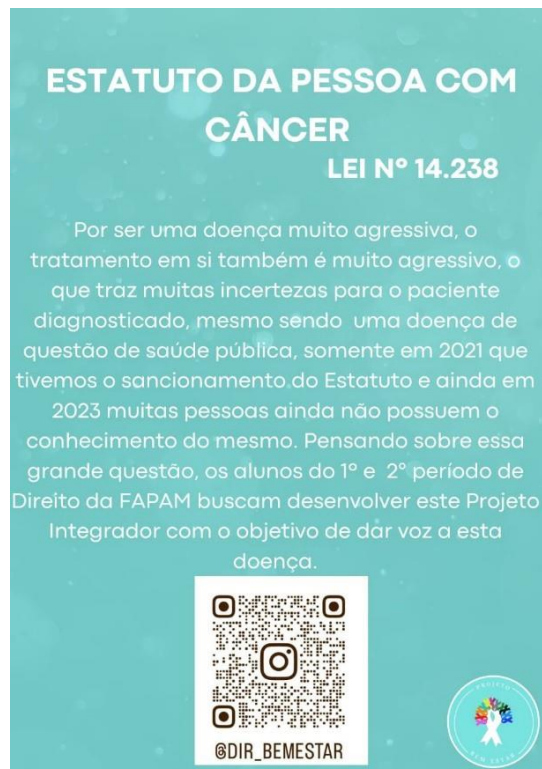 ESTATUTO DA PESSOA COM
CÂNCER
LEI Nº 14.238
Por ser uma doença muito agressiva, o
tratamento em si também é muito agressivo, o
que traz muitas incertezas para o paciente
diagnosticado, mesmo sendo uma doença de
questão de saúde pública, somente em 2021 que
tivemos o sancionamento do Estatuto e ainda em
2023 muitas pessoas ainda não possuem o
conhecimento do mesmo. Pensando sobre essa
grande questão, os alunos do 1º e 2º período de
Direito da FAPAM buscam desenvolver este Projeto
Integrador com o objetivo de dar voz a esta
doença.
@DIR_BEMESTAR
PROJETO
BEM ESTAR